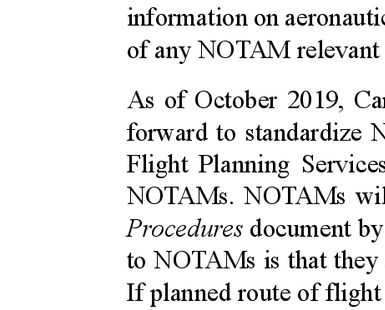 information on aeronautic
of any NOTAM relevant
As of October 2019, Can
forward to standardize N
Flight Planning Services
NOTAMs. NOTAMs wil
Procedures document by
to NOTAMs is that they
If planned route of flight